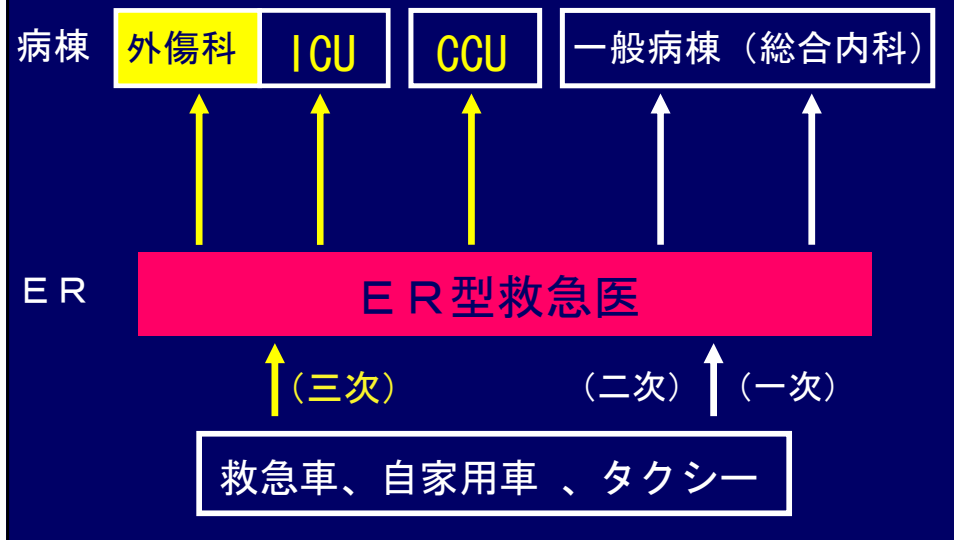 病棟 外傷科 ICU CCU 一般病棟（総合内科）
ＥＲ ＥＲ型救急医
（三次） （二次） （一次）
救急車、自家用車 、タクシー